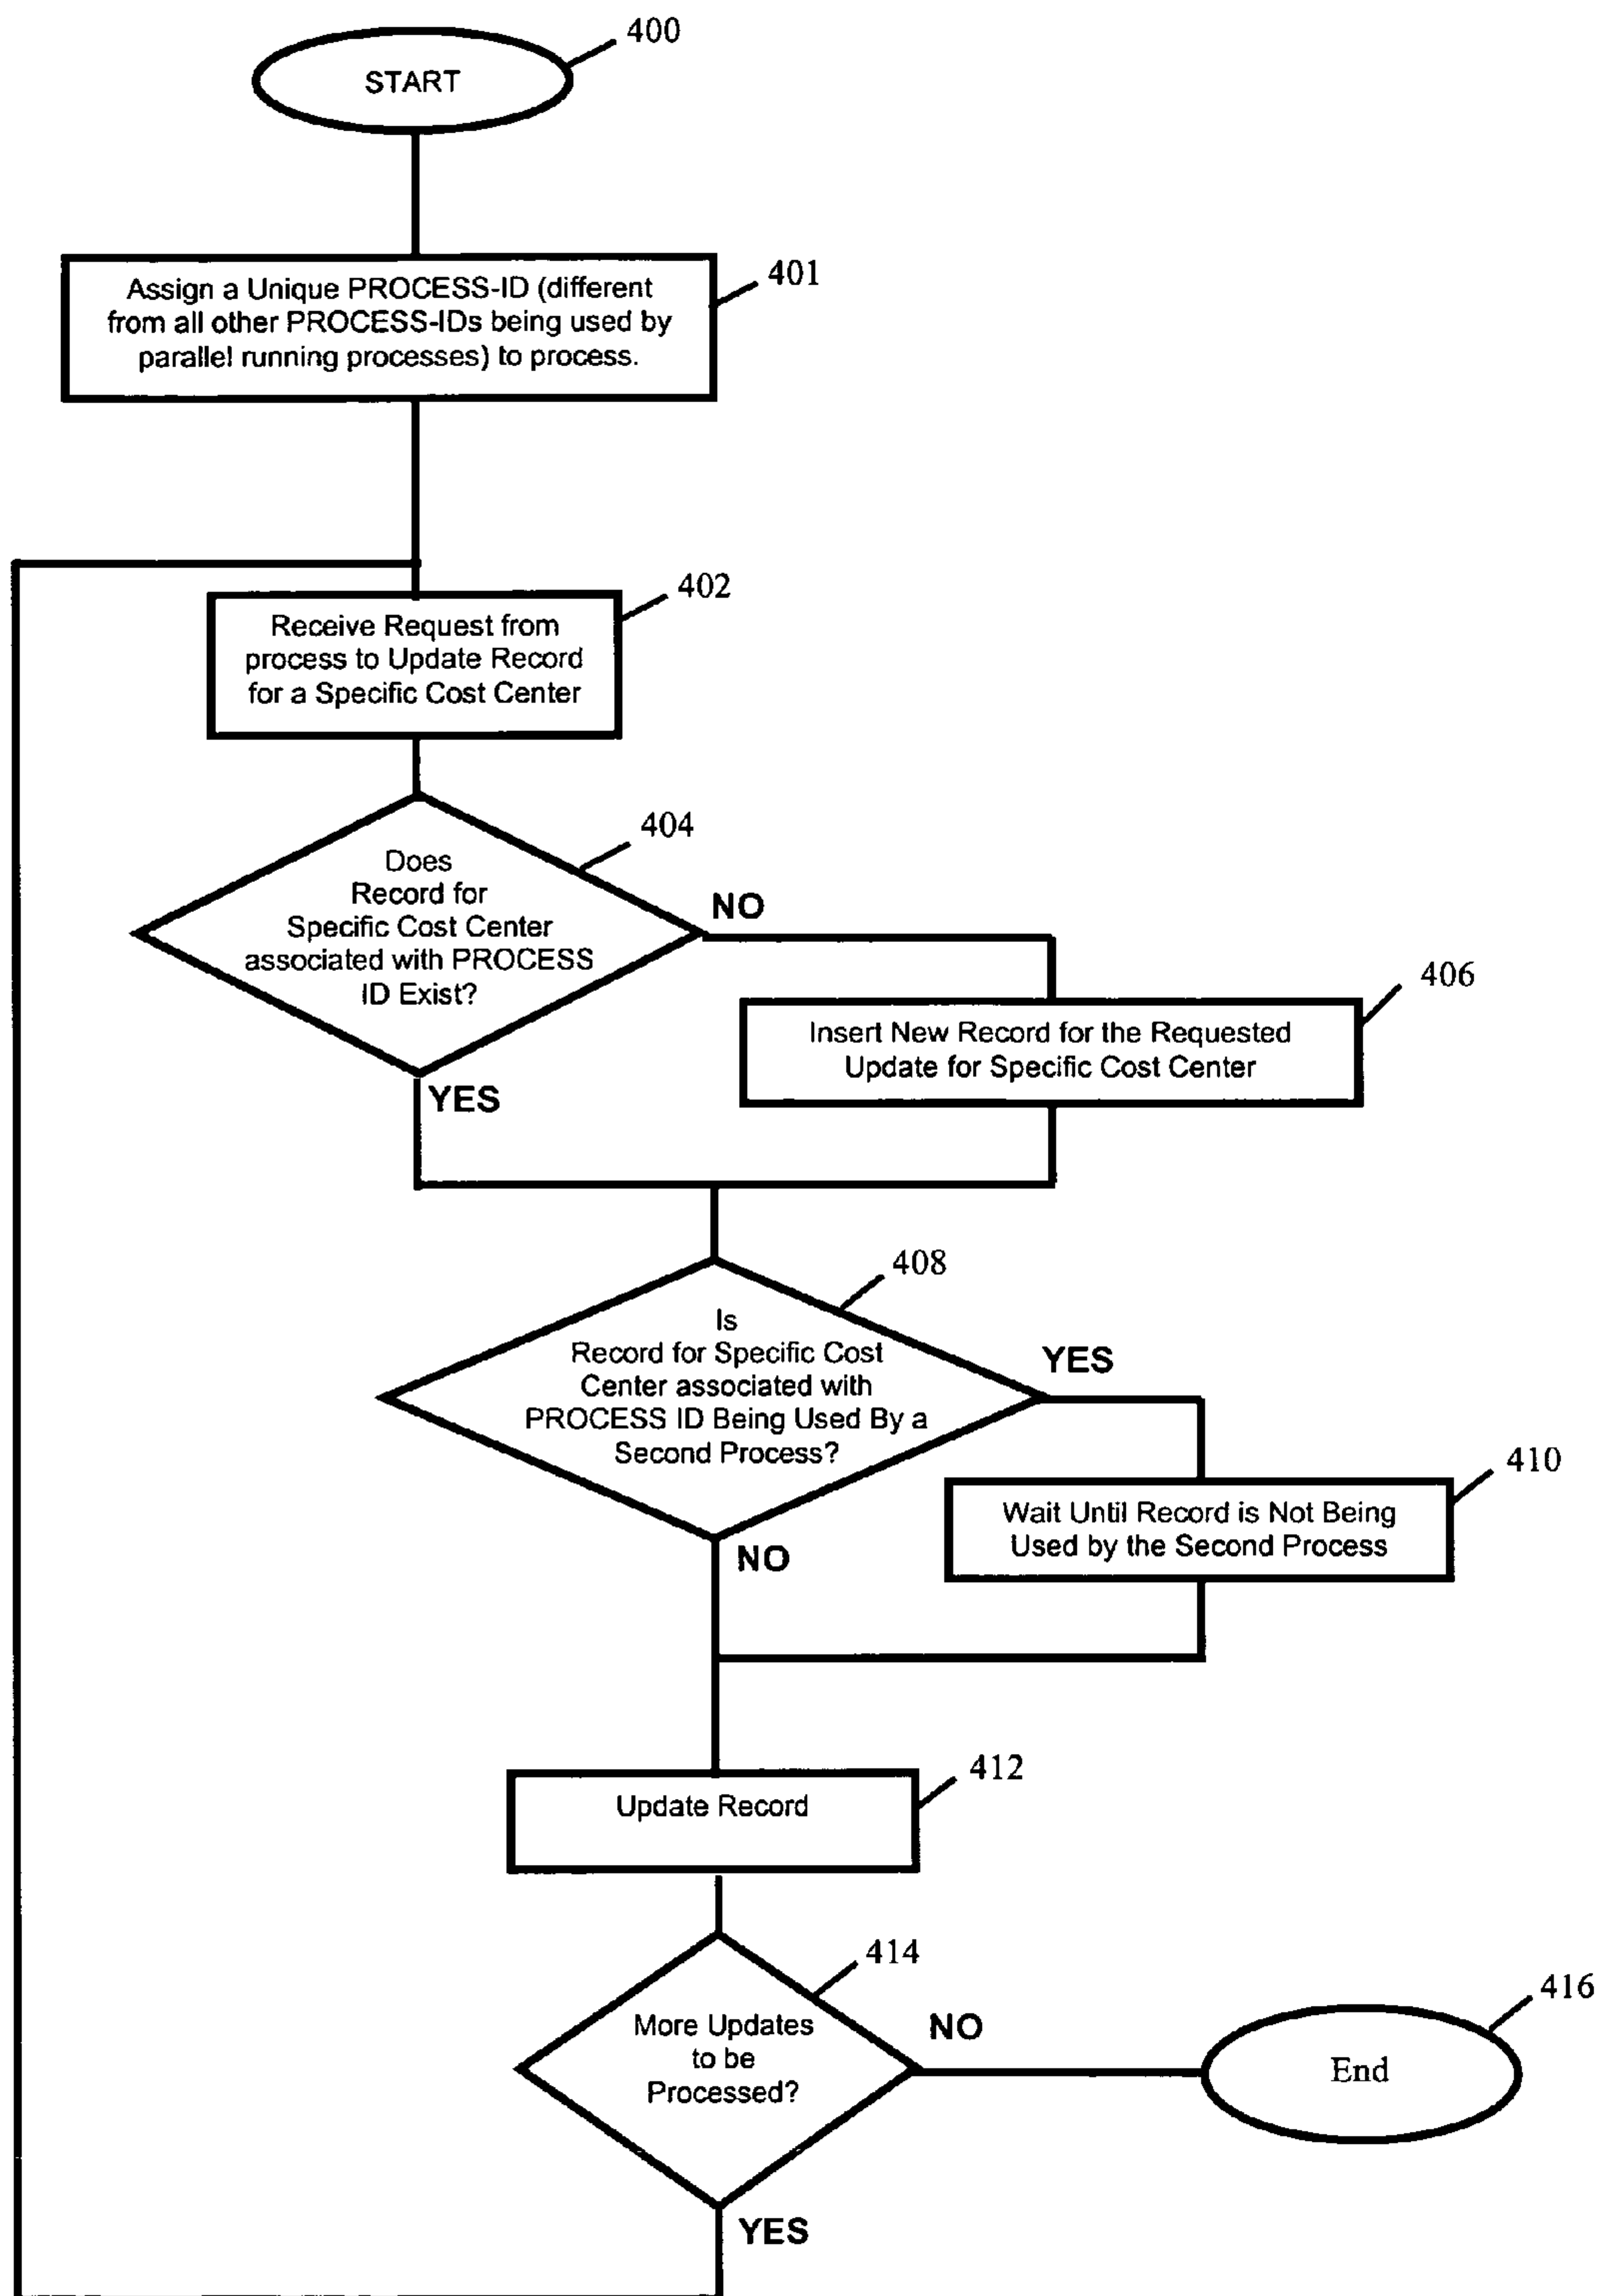 400
START
401
Assign a Unique PROCESS-ID (different
from all other PROCESS-IDs being used by
parallel running processes) to process.
402
Receive Request from
process to Update Record
for a Specific Cost Center
404
Does
Record for
Specific Cost Center
associated with PROCESS
ID Exist?
NO
406
Insert New Record for the Requested
Update for Specific Cost Center
YES
408
Is
Record for Specific Cost
Center associated with
PROCESS ID Being Used By a
Second Process?
YES
410
Wait Until Record is Not Being
Used by the Second Process
NO
412
Update Record
414
More Updates
to be
Processed?
NO
416
End
YES